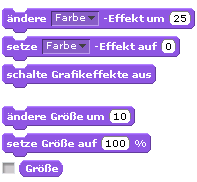 ändere Farbe -Effekt um 25
setze Farbe -Effekt auf 0
schalte Grafikeffekte aus
ändere Größe um 10
setze Größe auf 100 %
Größe